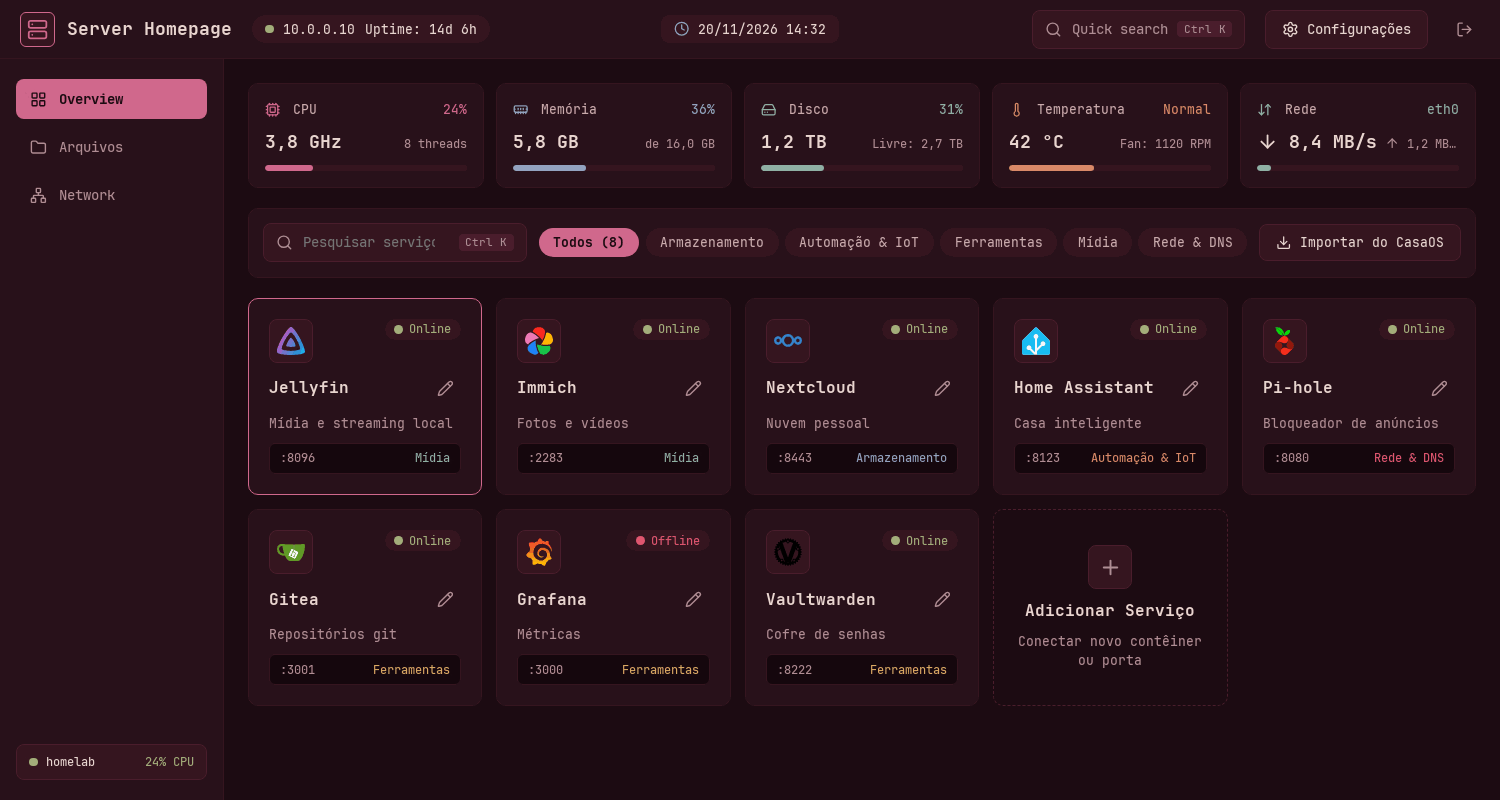 Server Homepage
10.0.0.10 Uptime: 14d 6h
20/11/2026 14:32
Quick search Ctrl K
Configurações
Overview
Arquivos
Network
CPU 24%
3,8 GHz 8 threads
Memória 36%
5,8 GB de 16,0 GB
Disco 31%
1,2 TB Livre: 2,7 TB
Temperatura Normal
42 °C Fan: 1120 RPM
Rede eth0
↓ 8,4 MB/s ↑ 1,2 MB…
Pesquisar serviç Ctrl K
Todos (8)
Armazenamento
Automação & IoT
Ferramentas
Mídia
Rede & DNS
Importar do CasaOS
Online
Jellyfin
Mídia e streaming local
:8096 Mídia
Online
Immich
Fotos e vídeos
:2283 Mídia
Online
Nextcloud
Nuvem pessoal
:8443 Armazenamento
Online
Home Assistant
Casa inteligente
:8123 Automação & IoT
Online
Pi-hole
Bloqueador de anúncios
:8080 Rede & DNS
Online
Gitea
Repositórios git
:3001 Ferramentas
Offline
Grafana
Métricas
:3000 Ferramentas
Online
Vaultwarden
Cofre de senhas
:8222 Ferramentas
Adicionar Serviço
Conectar novo contêiner
ou porta
homelab 24% CPU